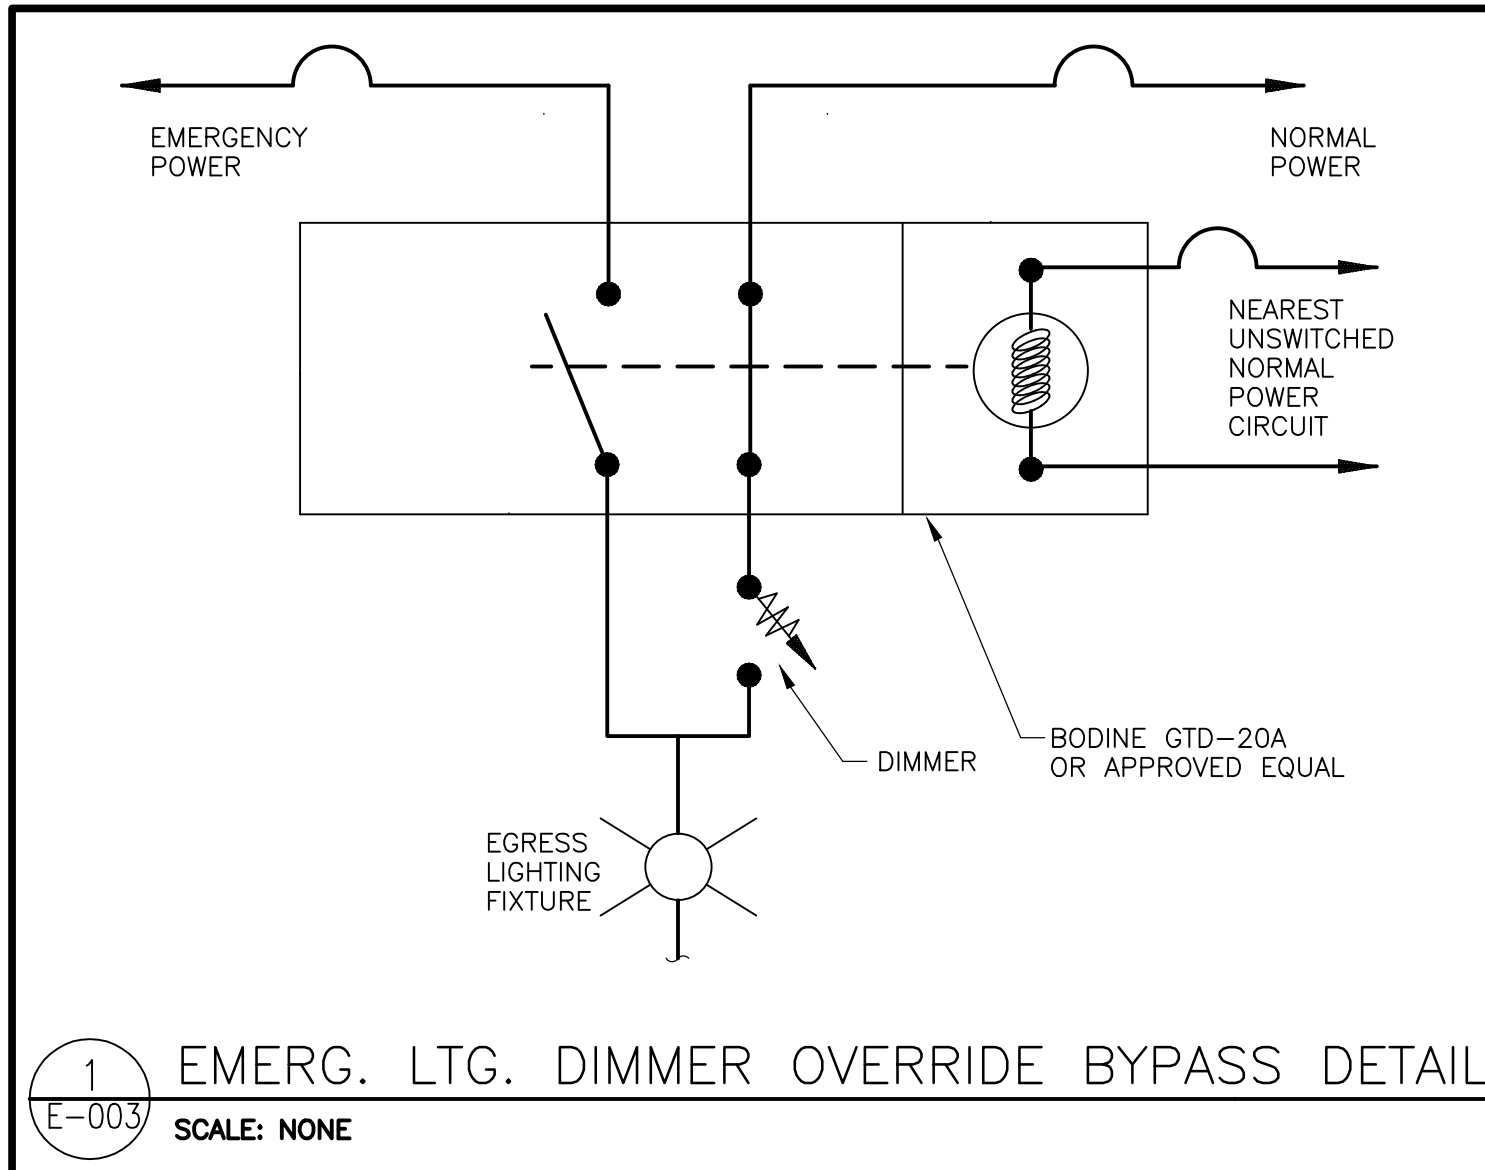 EMERGENCY
POWER
NORMAL
POWER
NEAREST
UNSWITCHED
NORMAL
POWER
CIRCUIT
BODINE GTD-20A
OR APPROVED EQUAL
DIMMER
EGRESS
LIGHTING
FIXTURE
1
E-003
EMERG. LTG. DIMMER OVERRIDE BYPASS DETAIL
SCALE: NONE